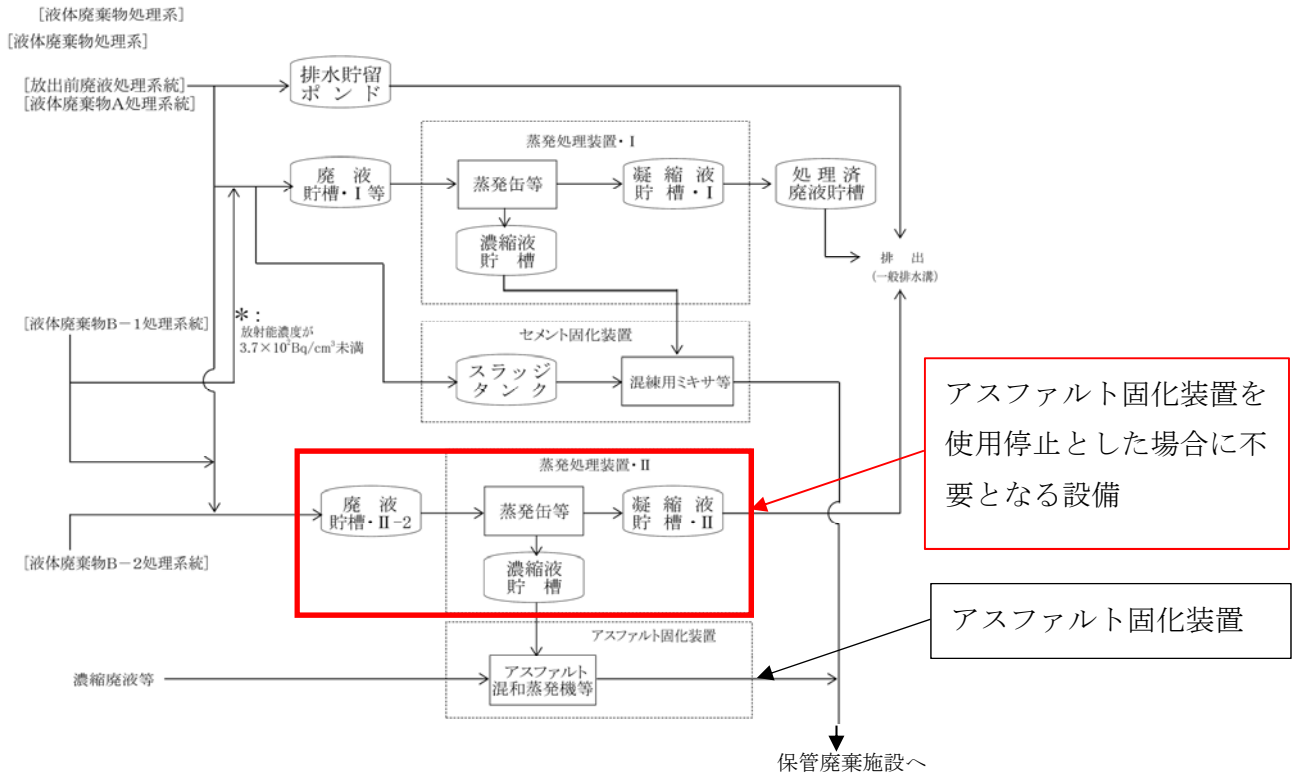 [液体廃棄物処理系]
[液体廃棄物処理系]
[放出前廃液処理系統]
[液体廃棄物A処理系統]
排水貯留
ポンド
蒸発処理装置・Ⅰ
廃液
貯槽・Ⅰ等
蒸発缶等
凝縮液
貯槽・Ⅰ
処理済
廃液貯槽
濃縮液
貯槽
排出
(一般排水溝)
[液体廃棄物B-1処理系統]
*:
放射能濃度が
3.7×10²Bq/cm³未満
セメント固化装置
スラッジ
タンク
混練用ミキサ等
アスファルト固化装置を
使用停止とした場合に不
要となる設備
蒸発処理装置・Ⅱ
廃液
貯槽・Ⅱ-2
蒸発缶等
凝縮液
貯槽・Ⅱ
[液体廃棄物B-2処理系統]
濃縮液
貯槽
アスファルト固化装置
アスファルト固化装置
濃縮廃液等
アスファルト
混和蒸発機等
保管廃棄施設へ